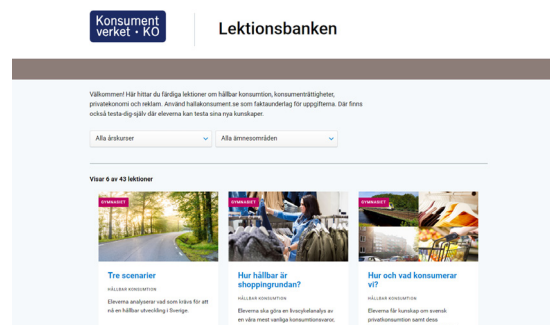 Konsument
verket • KO
Lektionsbanken
Välkommen! Här hittar du färdiga lektioner om hållbar konsumtion, konsumenträttigheter,
privatekonomi och reklam. Använd hallakonsument.se som faktaunderlag för uppgifterna. Där finns
också testa-dig-själv där eleverna kan testa sina nya kunskaper.
Alla årskurser
Alla ämnesområden
Visar 6 av 43 lektioner
GYMNASIET
GYMNASIET
GYMNASIET
Tre scenarier
HÅLLBAR KONSUMTION
Eleverna analyserar vad som krävs för att
nå en hållbar utveckling i Sverige.
Hur hållbar är
shoppingrundan?
HÅLLBAR KONSUMTION
Eleverna ska göra en livscykelanalys av
en våra mest vanliga konsumtionsvaror,
Hur och vad konsumerar
vi?
HÅLLBAR KONSUMTION
Eleverna får kunskap om svensk
privatkonsumtion samt dess